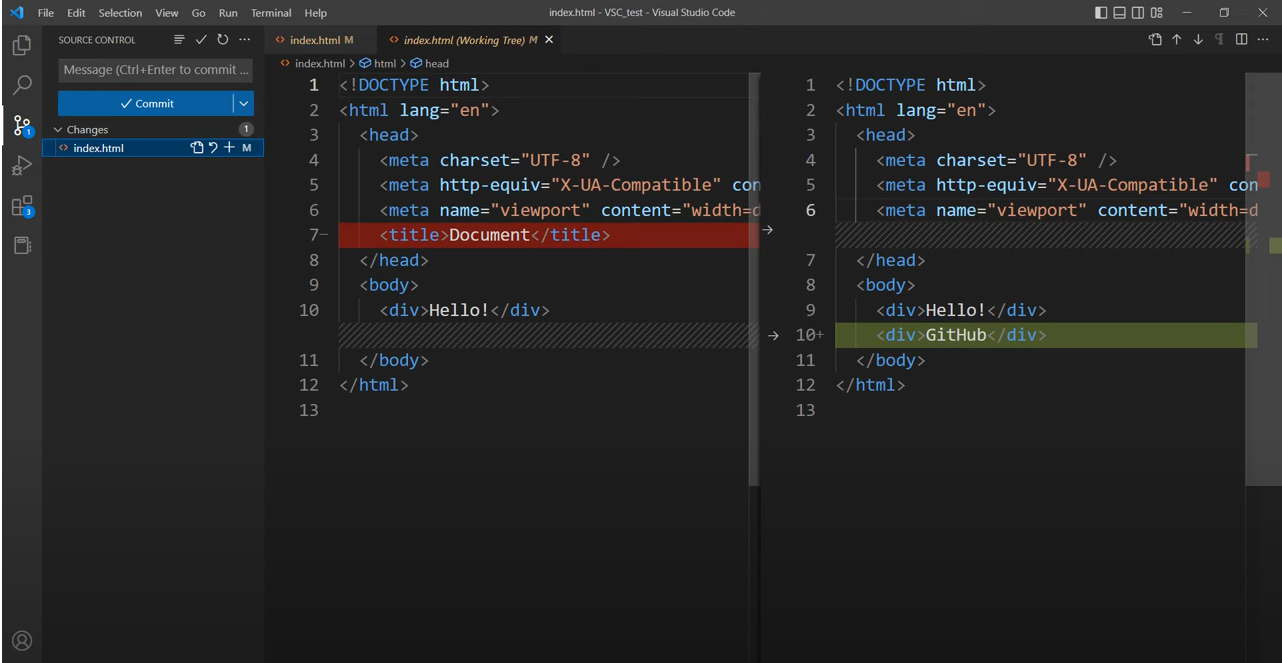 File Edit Selection View Go Run Terminal Help index.html - VSC_test - Visual Studio Code
SOURCE CONTROL
index.html M
index.html (Working Tree) M
Message (Ctrl+Enter to commit ...
index.html > html > head
Commit
Changes 1
index.html M
1
3
1 <!DOCTYPE html>
2 <html lang="en">
3 <head>
4 <meta charset="UTF-8" />
5 <meta http-equiv="X-UA-Compatible" con
6 <meta name="viewport" content="width=d
7- <title>Document</title>
8 </head>
9 <body>
10 <div>Hello!</div>
11 </body>
12 </html>
13
1 <!DOCTYPE html>
2 <html lang="en">
3 <head>
4 <meta charset="UTF-8" />
5 <meta http-equiv="X-UA-Compatible" con
6 <meta name="viewport" content="width=d
7 </head>
8 <body>
9 <div>Hello!</div>
10+ <div>GitHub</div>
11 </body>
12 </html>
13